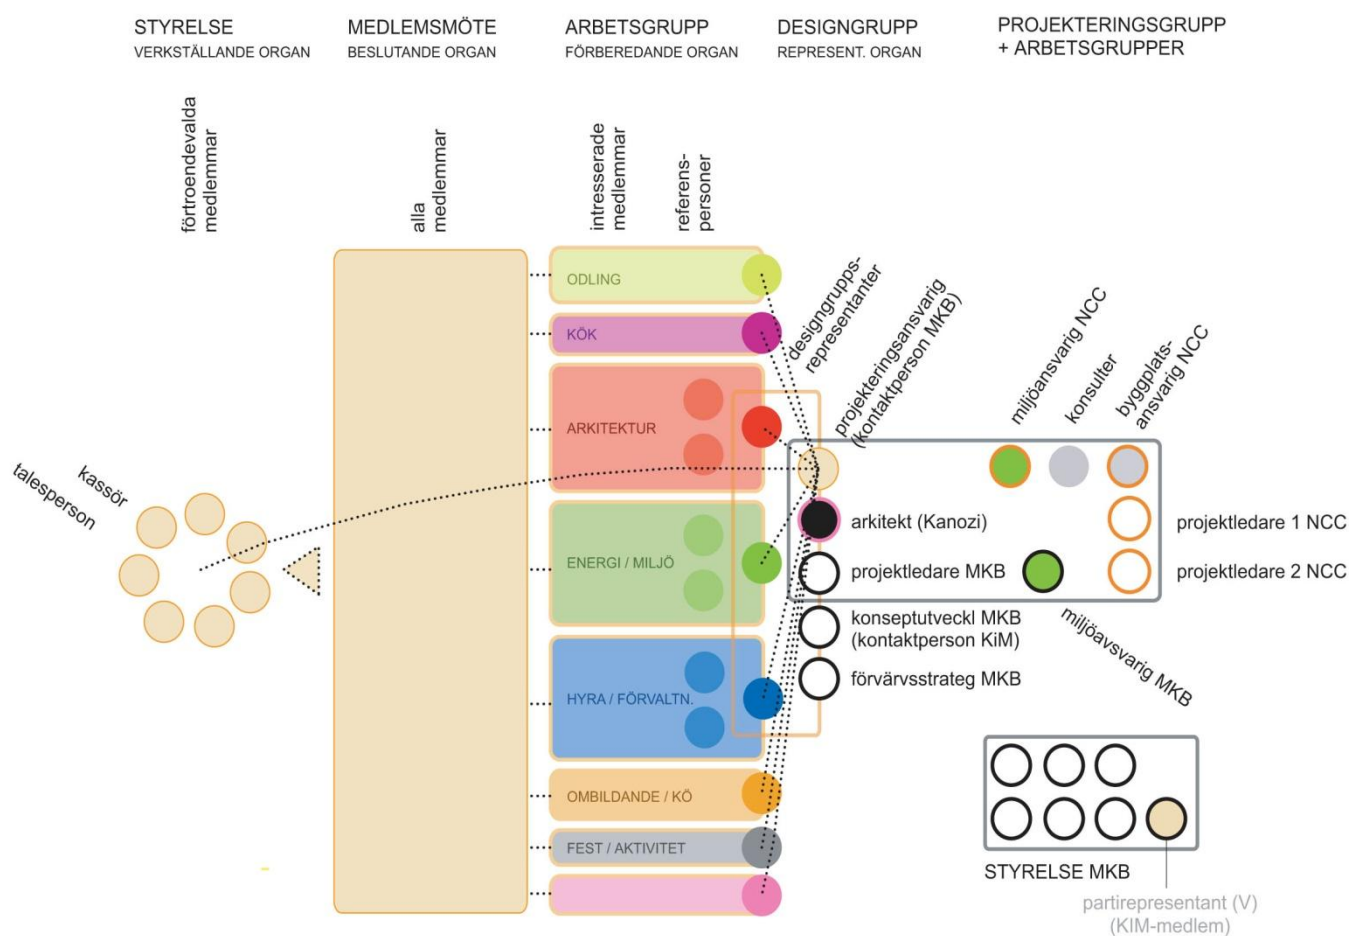 STYRELSE
VERKSTÄLLANDE ORGAN
MEDLEMSMÖTE
BESLUTANDE ORGAN
ARBETSGRUPP
FÖRBEREDANDE ORGAN
DESIGNGRUPP
REPRESENT. ORGAN
PROJEKTERINGSGRUPP
+ ARBETSGRUPPER
förtroendevalda
medlemmar
alla
medlemmar
intresserade
medlemmar
referens-
personer
designgrupps-
representanter
projekteringsansvarig
(kontaktperson MKB)
miljöansvarig NCC
konsulter
byggplats-
ansvarig NCC
ODLING
KÖK
ARKITEKTUR
ENERGI / MILJÖ
HYRA / FÖRVALTN.
OMBILDANDE / KÖ
FEST / AKTIVITET
kassör
talesperson
arkitekt (Kanozi)
projektledare MKB
konseptutveckl MKB
(kontaktperson KiM)
förvärvsstrateg MKB
projektledare 1 NCC
projektledare 2 NCC
miljöavsvarig MKB
STYRELSE MKB
partirepresentant (V)
(KIM-medlem)